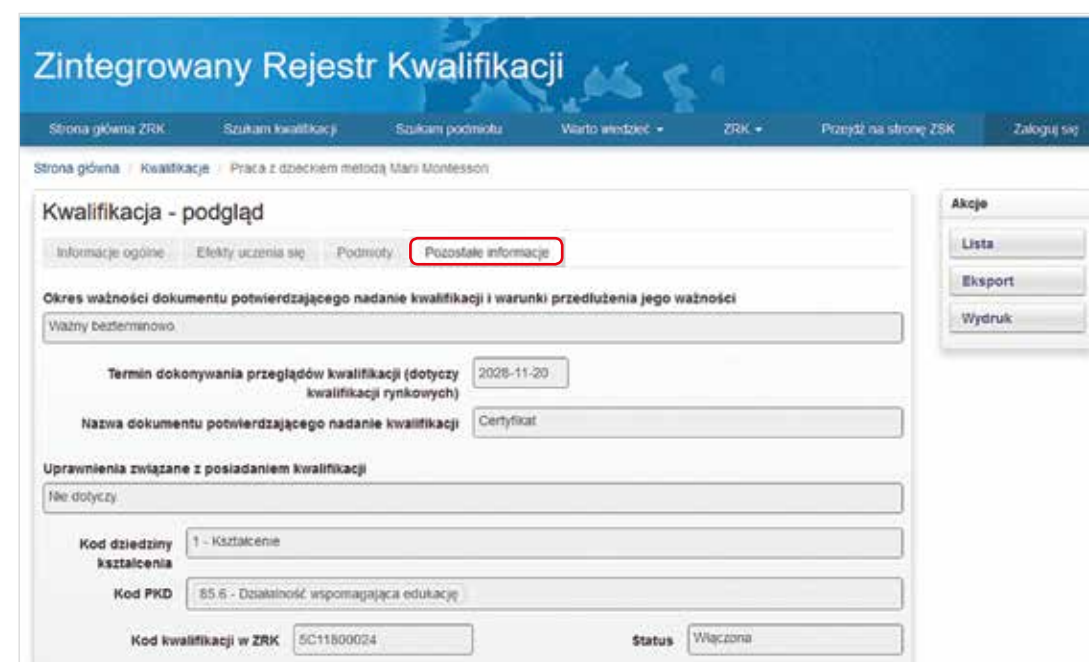 Zintegrowany Rejestr Kwalifikacji
Strona główna ZRK Szukam kwalifikacji Szukam podmiotu Warto wiedzieć ZRK Przejdź na stronę ZSK Zaloguj się
Strona główna / Kwalifikacje / Praca z dzieckiem metodą Marii Montessori
Kwalifikacja - podgląd
Informacje ogólne Efekty uczenia się Podmioty Pozostałe informacje
Okres ważności dokumentu potwierdzającego nadanie kwalifikacji i warunki przedłużenia jego ważności
Ważny bezterminowo
Termin dokonywania przeglądów kwalifikacji (dotyczy
kwalifikacji rynkowych)
2028-11-20
Nazwa dokumentu potwierdzającego nadanie kwalifikacji Certyfikat
Uprawnienia związane z posiadaniem kwalifikacji
Nie dotyczy
Kod dziedziny
kształcenia
1 - Kształcenie
Kod PKD 85.6 - Działalność wspomagająca edukację
Kod kwalifikacji w ZRK 5C11800024 Status Włączona
Akcje
Lista
Eksport
Wydruk